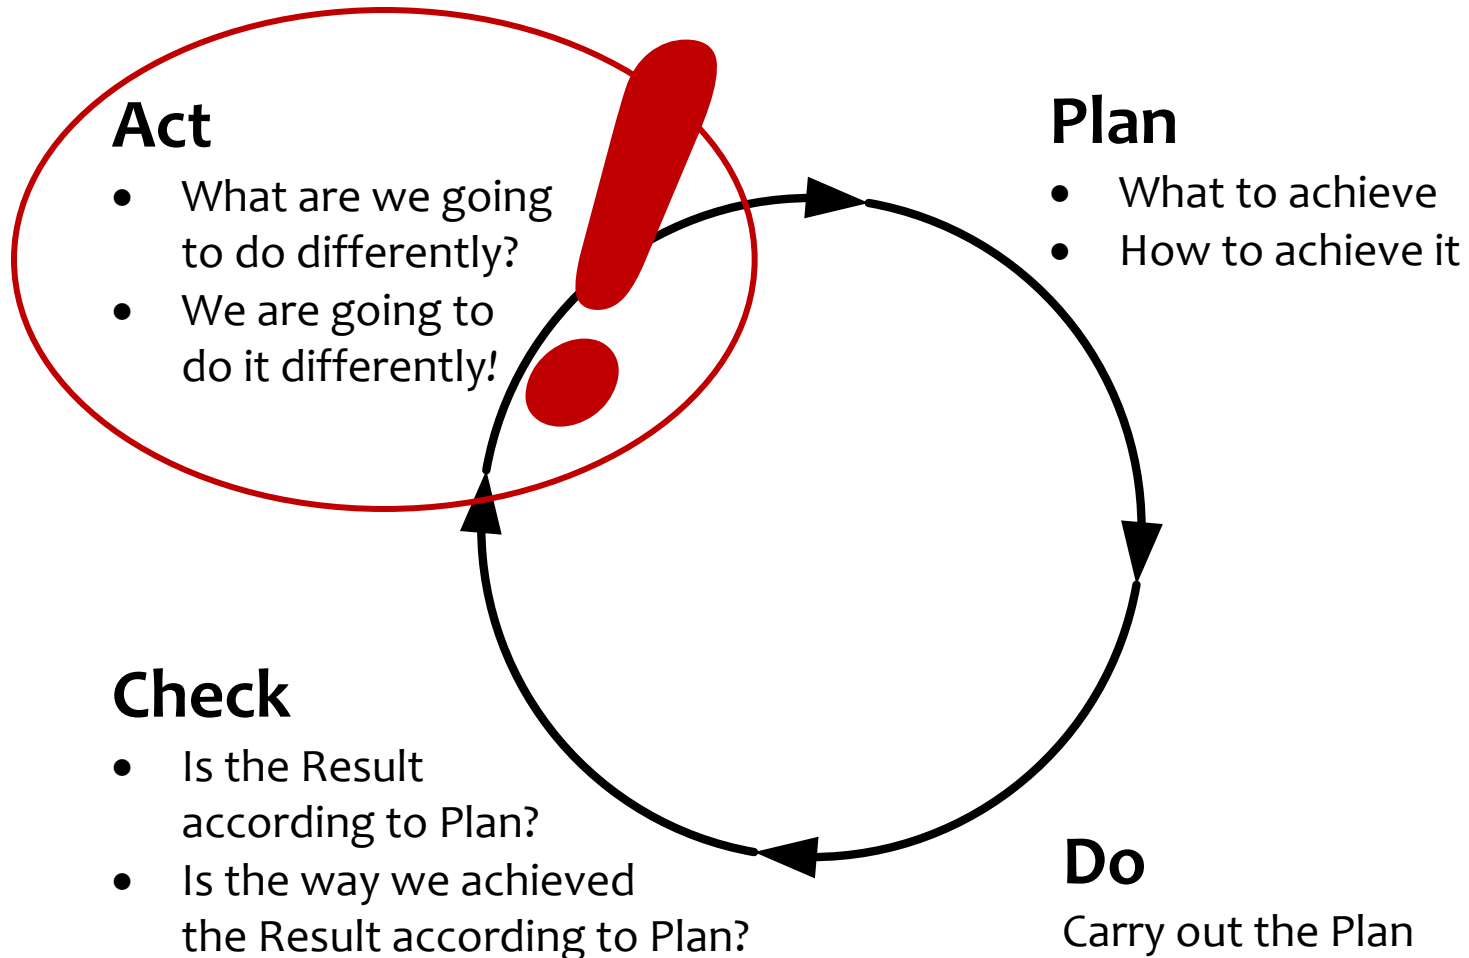 Act
• What are we going
to do differently?
• We are going to
do it differently!
Plan
• What to achieve
• How to achieve it
Check
• Is the Result
according to Plan?
• Is the way we achieved
the Result according to Plan?
Do
Carry out the Plan